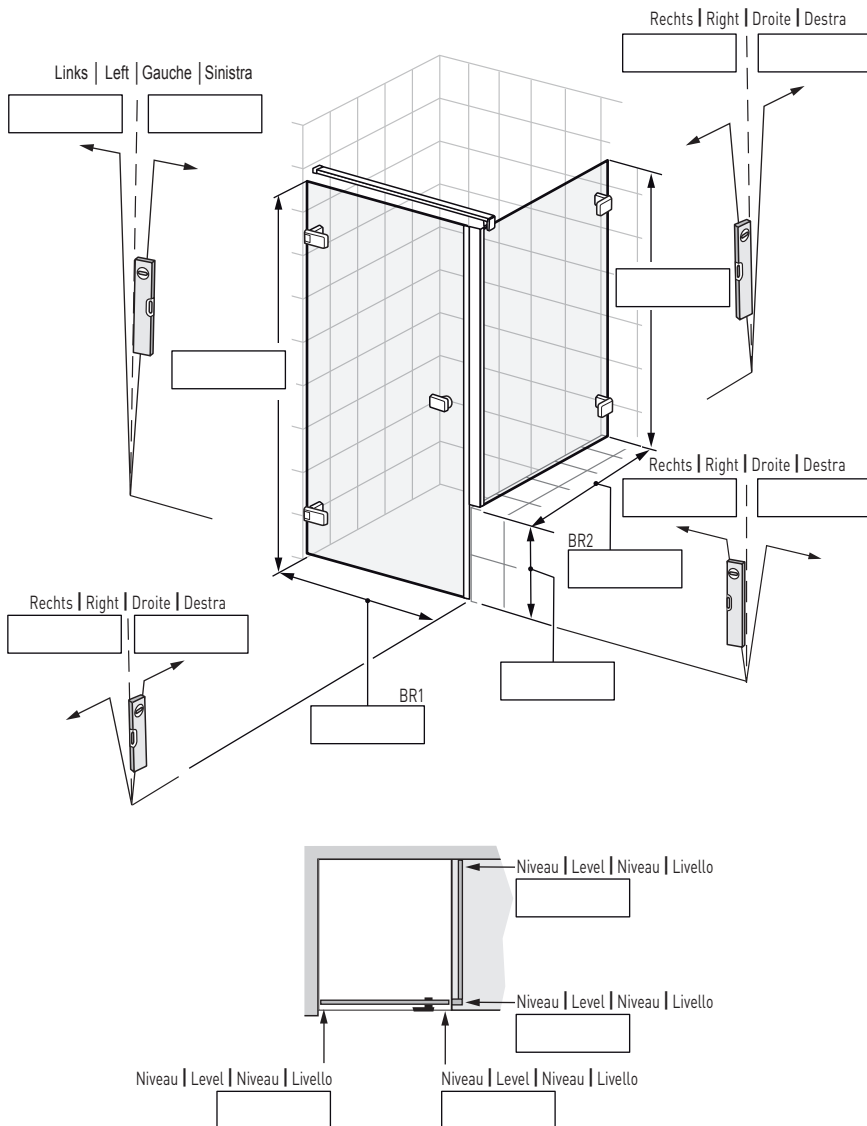 Rechts | Right | Droite | Destra
Links | Left | Gauche | Sinistra
Rechts | Right | Droite | Destra
BR2
Rechts | Right | Droite | Destra
BR1
Niveau | Level | Niveau | Livello
Niveau | Level | Niveau | Livello
Niveau | Level | Niveau | Livello
Niveau | Level | Niveau | Livello